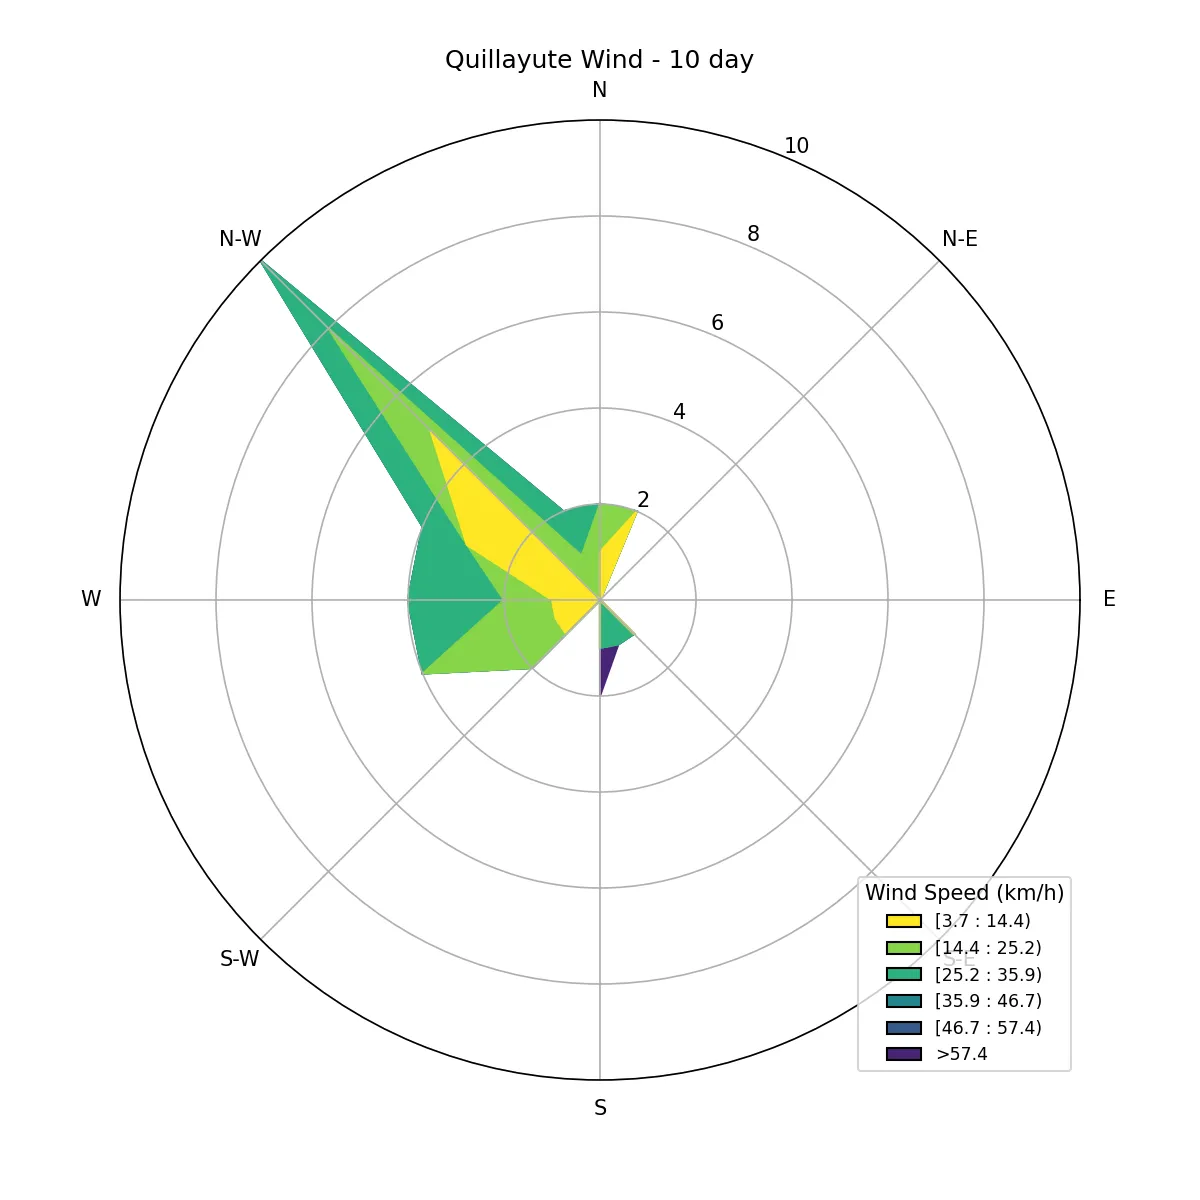 Quillayute Wind - 10 day
N
10
N-W
8
N-E
6
4
2
W
E
Wind Speed (km/h)
[3.7 : 14.4)
[14.4 : 25.2)
S-W
S-E
[25.2 : 35.9)
[35.9 : 46.7)
[46.7 : 57.4)
>57.4
S